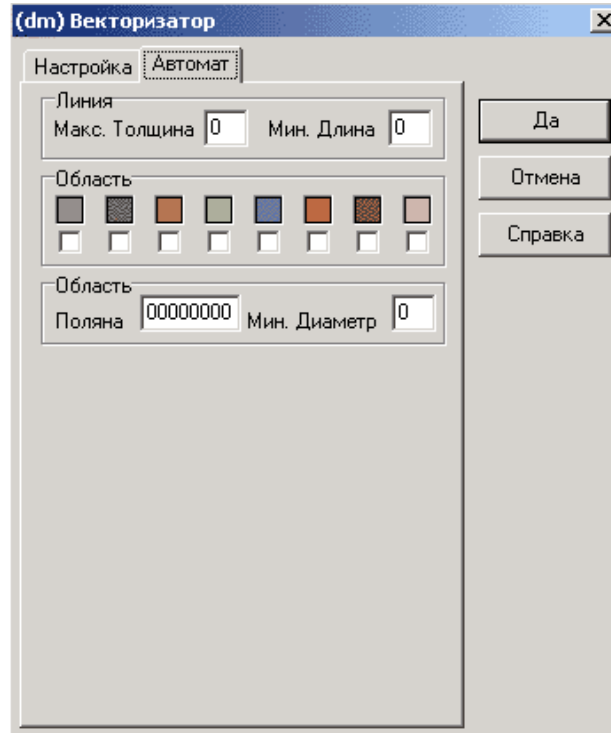 (dm) Векторизатор
Настройка Автомат
Линия
Макс. Толщина 0 Мин. Длина 0
Область
Область
Поляна 00000000 Мин. Диаметр 0
Да
Отмена
Справка